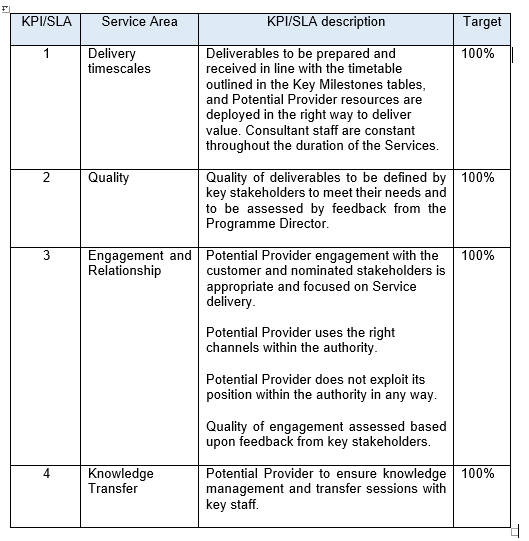 KPI/SLA Service Area KPI/SLA description Target
1 Delivery Deliverables to be prepared and 100%
timescales received in line with the timetable
outlined in the Key Milestones tables,
and Potential Provider resources are
deployed in the right way to deliver
value. Consultant staff are constant
throughout the duration of the Services.
2 Quality Quality of deliverables to be defined by 100%
key stakeholders to meet their needs and
to be assessed by feedback from the
Programme Director.
3 Engagement and Potential Provider engagement with the 100%
Relationship customer and nominated stakeholders is
appropriate and focused on Service
delivery.
Potential Provider uses the right
channels within the authority.
Potential Provider does not exploit its
position within the authority in any way.
Quality of engagement assessed based
upon feedback from key stakeholders.
4 Knowledge Potential Provider to ensure knowledge 100%
Transfer management and transfer sessions with
key staff.